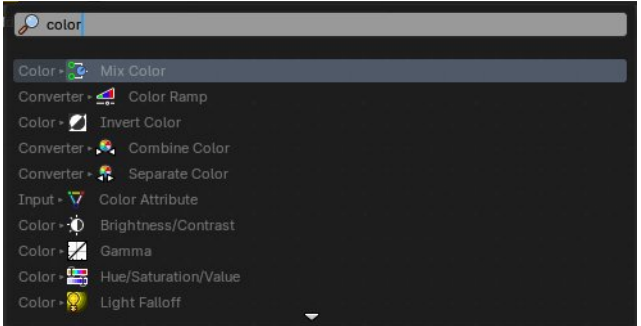 color
Color ▸ Mix Color
Converter ▸ Color Ramp
Color ▸ Invert Color
Converter ▸ Combine Color
Converter ▸ Separate Color
Input ▸ Color Attribute
Color ▸ Brightness/Contrast
Color ▸ Gamma
Color ▸ Hue/Saturation/Value
Color ▸ Light Falloff